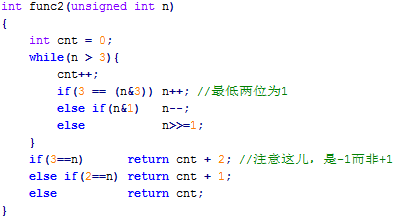 int func2(unsigned int n)
{
    int cnt = 0;
    while(n > 3){
        cnt++;
        if(3 == (n&3)) n++; //最低两位为1
        else if(n&1)   n--;
        else           n>>=1;
    }
    if(3==n)      return cnt + 2; //注意这儿，是-1而非+1
    else if(2==n) return cnt + 1;
    else          return cnt;
}